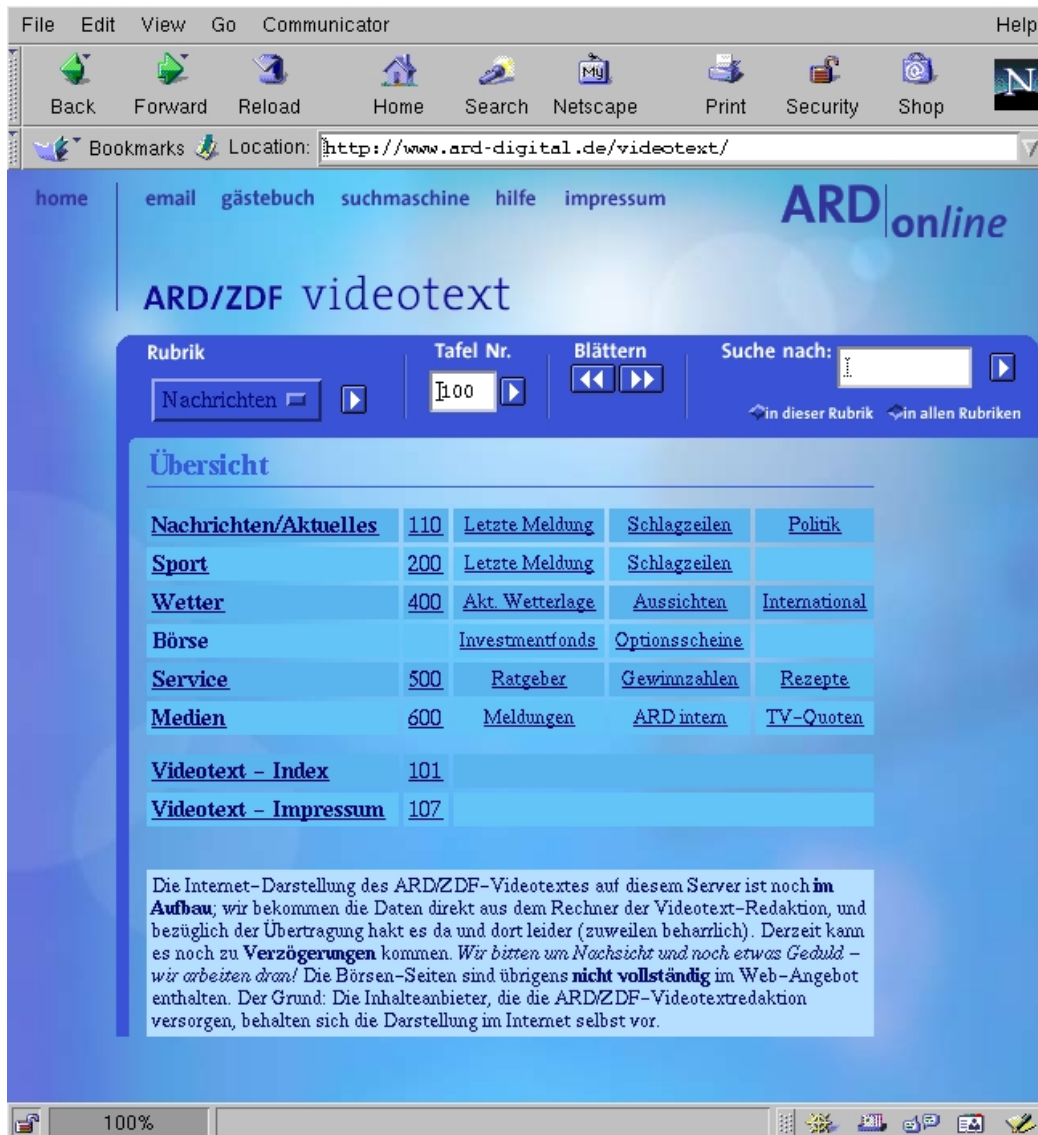 File Edit View Go Communicator Help
Back Forward Reload Home Search Netscape Print Security Shop
My
N
Bookmarks Location: http://www.ard-digital.de/videotext/
home email gästebuch suchmaschine hilfe impressum
ARD online
ARD/ZDF videotext
Rubrik Tafel Nr. Blättern Suche nach:
Nachrichten 100
in dieser Rubrik in allen Rubriken
Übersicht
Nachrichten/Aktuelles 110 Letzte Meldung Schlagzeilen Politik
Sport 200 Letzte Meldung Schlagzeilen
Wetter 400 Akt. Wetterlage Aussichten International
Börse Investmentfonds Optionsscheine
Service 500 Ratgeber Gewinnzahlen Rezepte
Medien 600 Meldungen ARD intern TV-Quoten
Videotext - Index 101
Videotext - Impressum 107
Die Internet-Darstellung des ARD/ZDF-Videotextes auf diesem Server ist noch im
Aufbau; wir bekommen die Daten direkt aus dem Rechner der Videotext-Redaktion, und
bezüglich der Übertragung hakt es da und dort leider (zuweilen beharrlich). Derzeit kann
es noch zu Verzögerungen kommen. Wir bitten um Nachsicht und noch etwas Geduld -
wir arbeiten dran! Die Börsen-Seiten sind übrigens nicht vollständig im Web-Angebot
enthalten. Der Grund: Die Inhalteanbieter, die die ARD/ZDF-Videotextredaktion
versorgen, behalten sich die Darstellung im Internet selbst vor.
100%